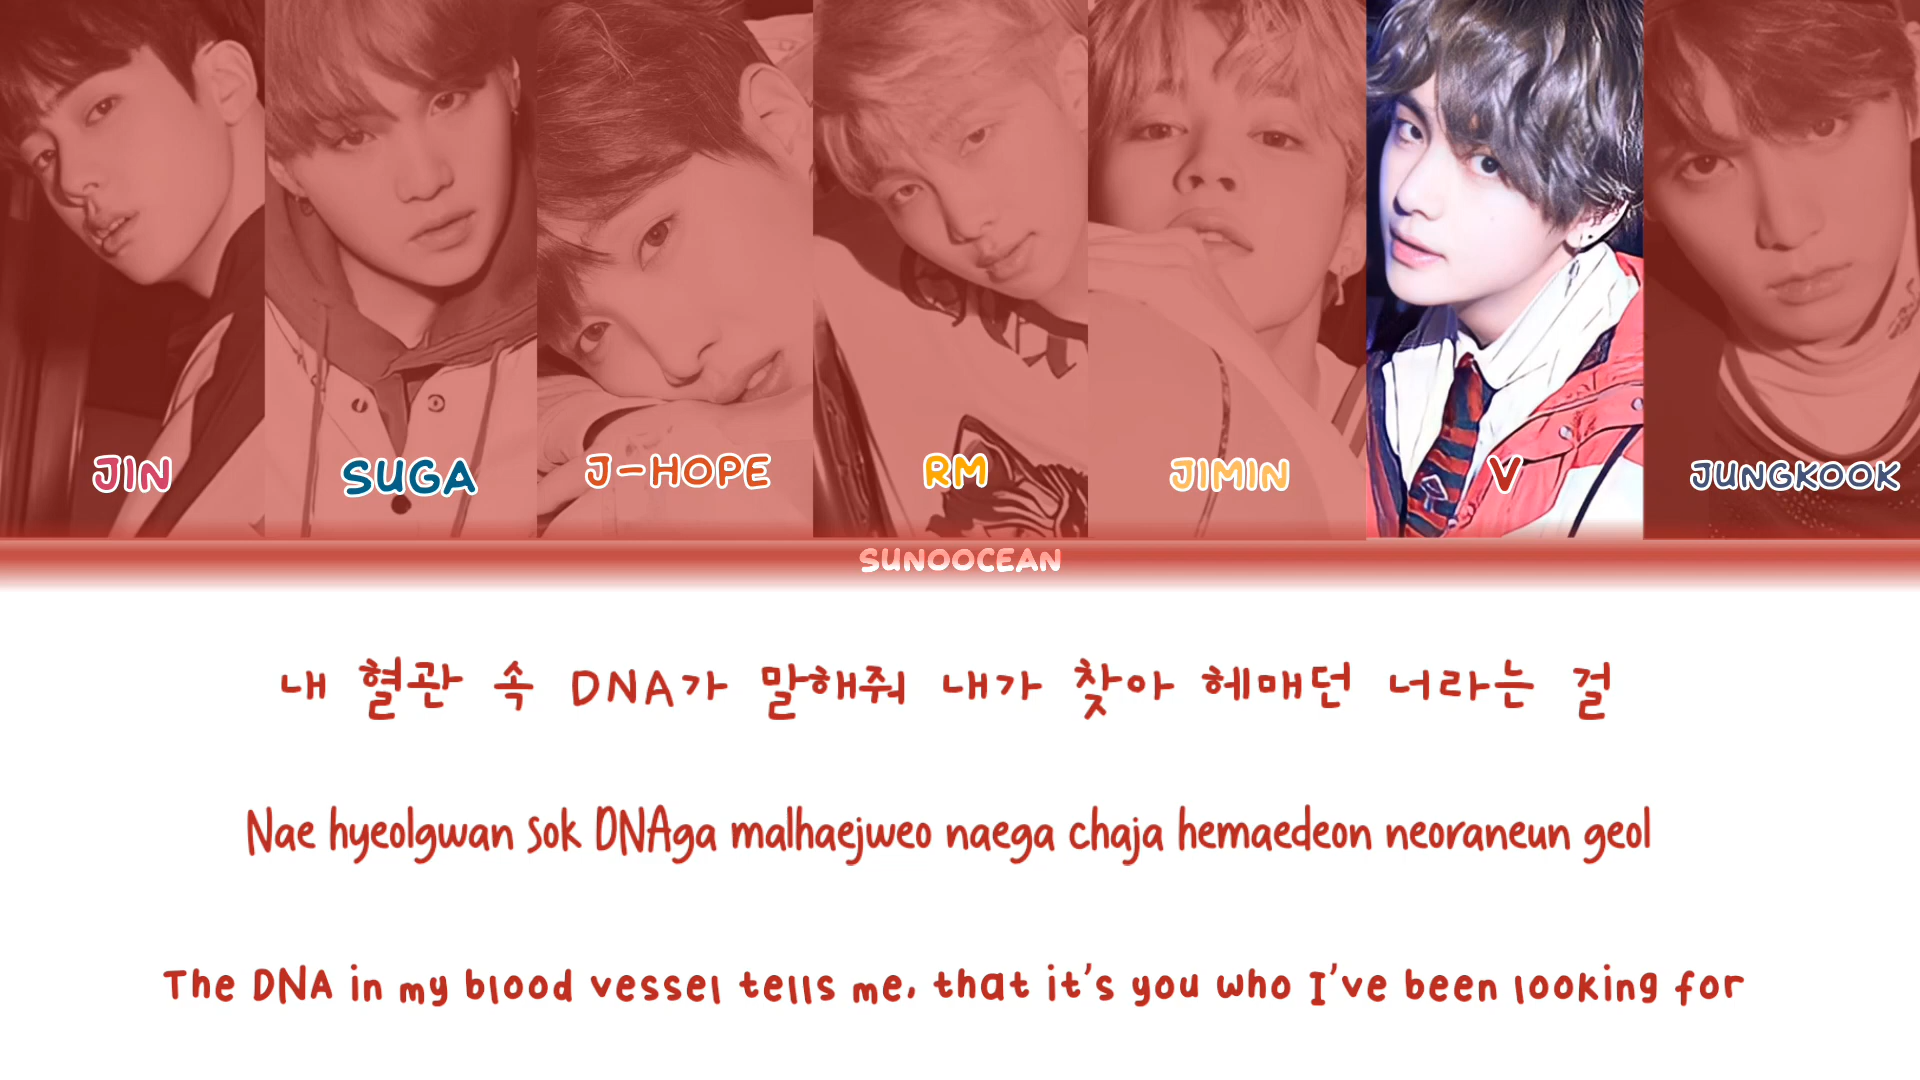 JIN SUGA J-HOPE RM JIMIN V JUNGKOOK
SUNOOCEAN
내 혈관 속 DNA가 말해줘 내가 찾아 헤매던 너라는 걸
Nae hyeolgwan sok DNAga malhaejweo naega chaja hemaedeon neoraneun geol
The DNA in my blood vessel tells me, that it's you who I've been looking for